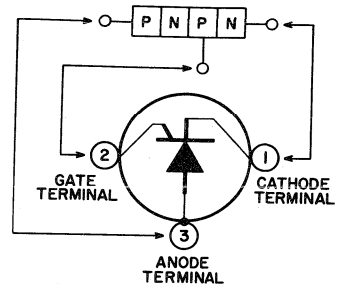 P N P N
2
1
GATE
TERMINAL
CATHODE
TERMINAL
3
ANODE
TERMINAL